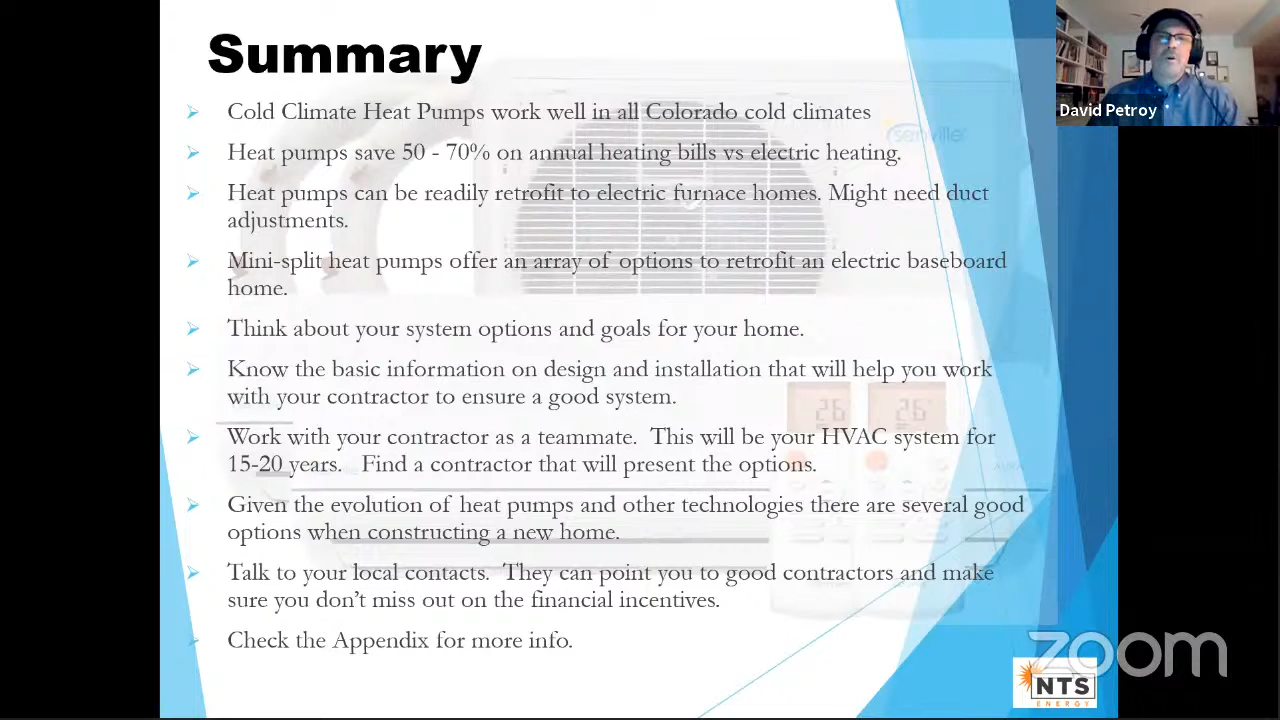 Summary
David Petroy
Cold Climate Heat Pumps work well in all Colorado cold climates
senville
Heat pumps save 50 - 70% on annual heating bills vs electric heating.
Heat pumps can be readily retrofit to electric furnace homes. Might need duct
adjustments.
Mini-split heat pumps offer an array of options to retrofit an electric baseboard
home.
Think about your system options and goals for your home.
Know the basic information on design and installation that will help you work
with your contractor to ensure a good system.
26 26
Work with your contractor as a teammate.  This will be your HVAC system for
15-20 years.   Find a contractor that will present the options.
AURA
Given the evolution of heat pumps and other technologies there are several good
options when constructing a new home.
Talk to your local contacts.  They can point you to good contractors and make
sure you don’t miss out on the financial incentives.
Check the Appendix for more info.
zoom
NTS
ENERGY